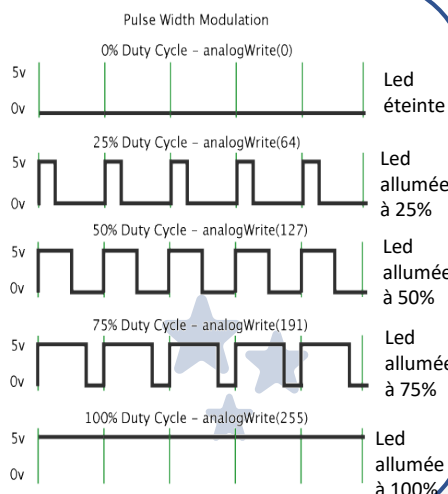 Pulse Width Modulation
0% Duty Cycle – analogWrite(0)
5v
0v
Led
éteinte
25% Duty Cycle – analogWrite(64)
5v
0v
Led
allumée
à 25%
50% Duty Cycle – analogWrite(127)
5v
0v
Led
allumée
à 50%
75% Duty Cycle – analogWrite(191)
5v
0v
Led
allumée
à 75%
100% Duty Cycle – analogWrite(255)
5v
0v
Led
allumée
à 100%